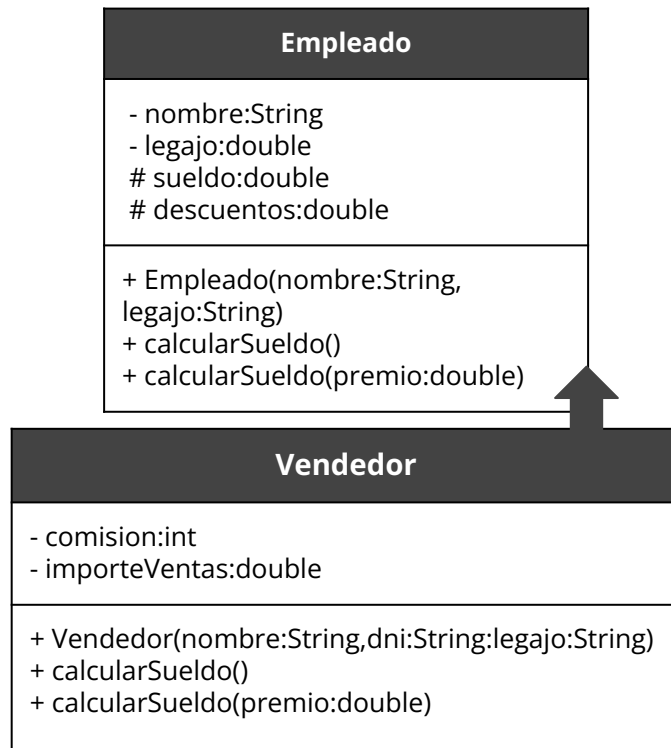 Empleado
- nombre:String
- legajo:double
# sueldo:double
# descuentos:double
+ Empleado(nombre:String,
legajo:String)
+ calcularSueldo()
+ calcularSueldo(premio:double)
Vendedor
- comision:int
- importeVentas:double
+ Vendedor(nombre:String,dni:String:legajo:String)
+ calcularSueldo()
+ calcularSueldo(premio:double)